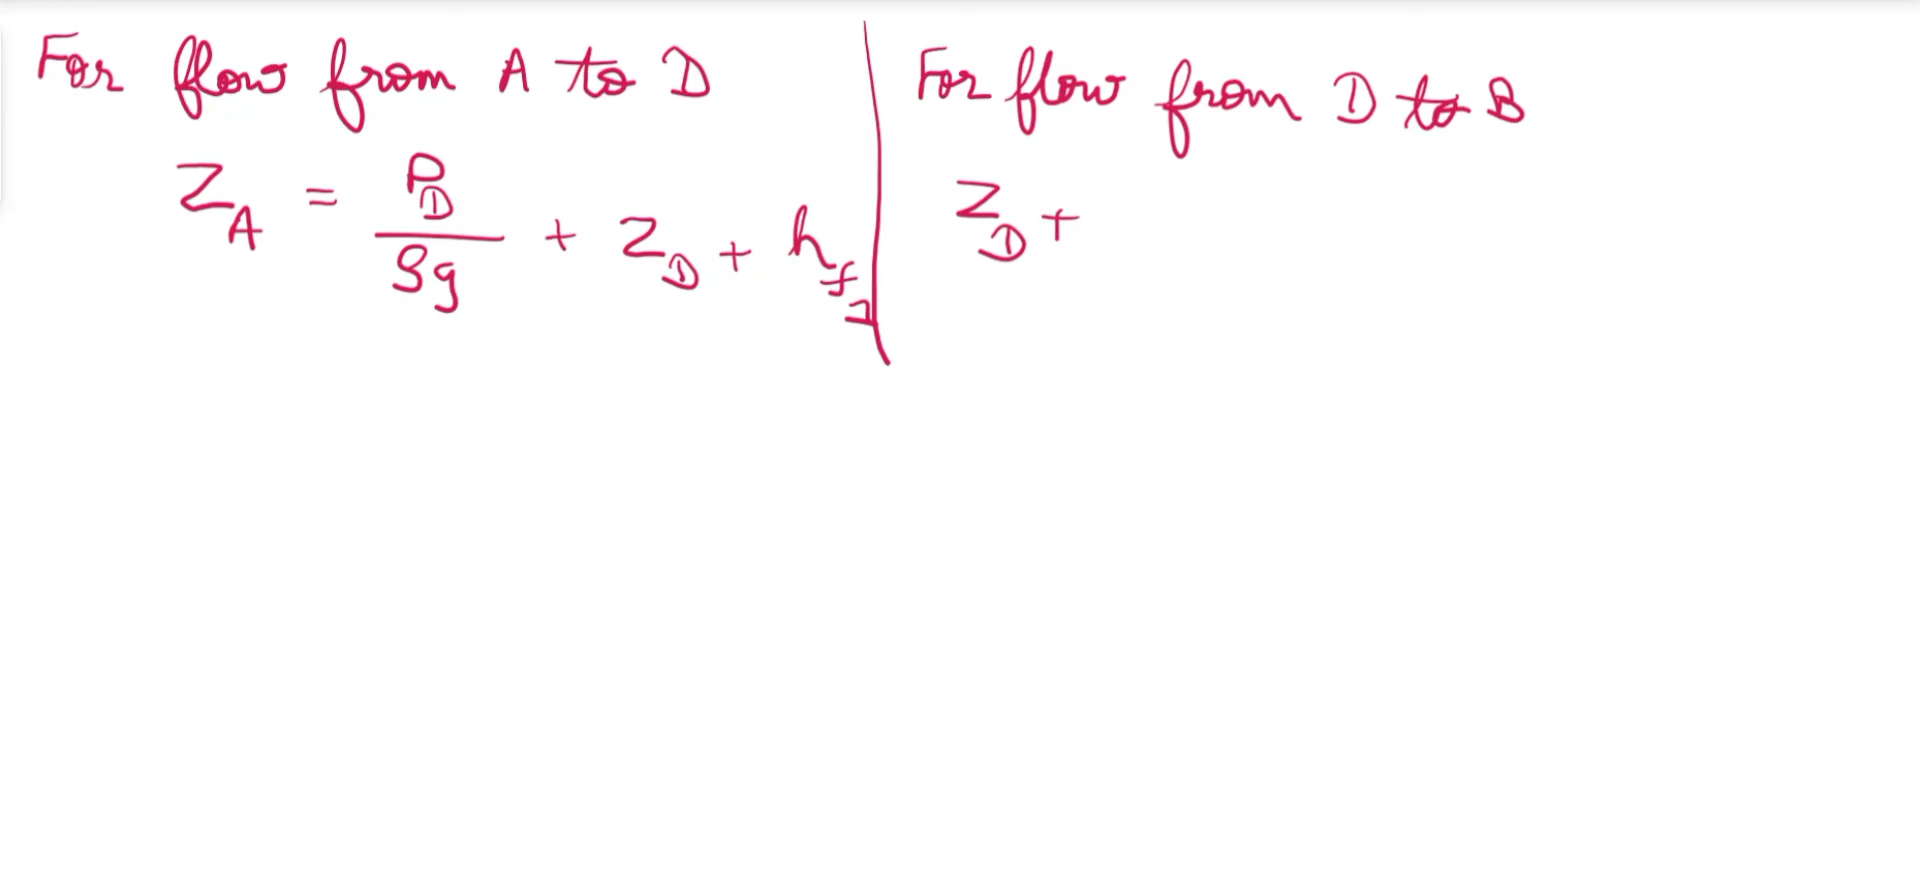 For flow from A to D
Z_A = P_D / ρg + Z_D + h_f1
For flow from D to B
Z_D +